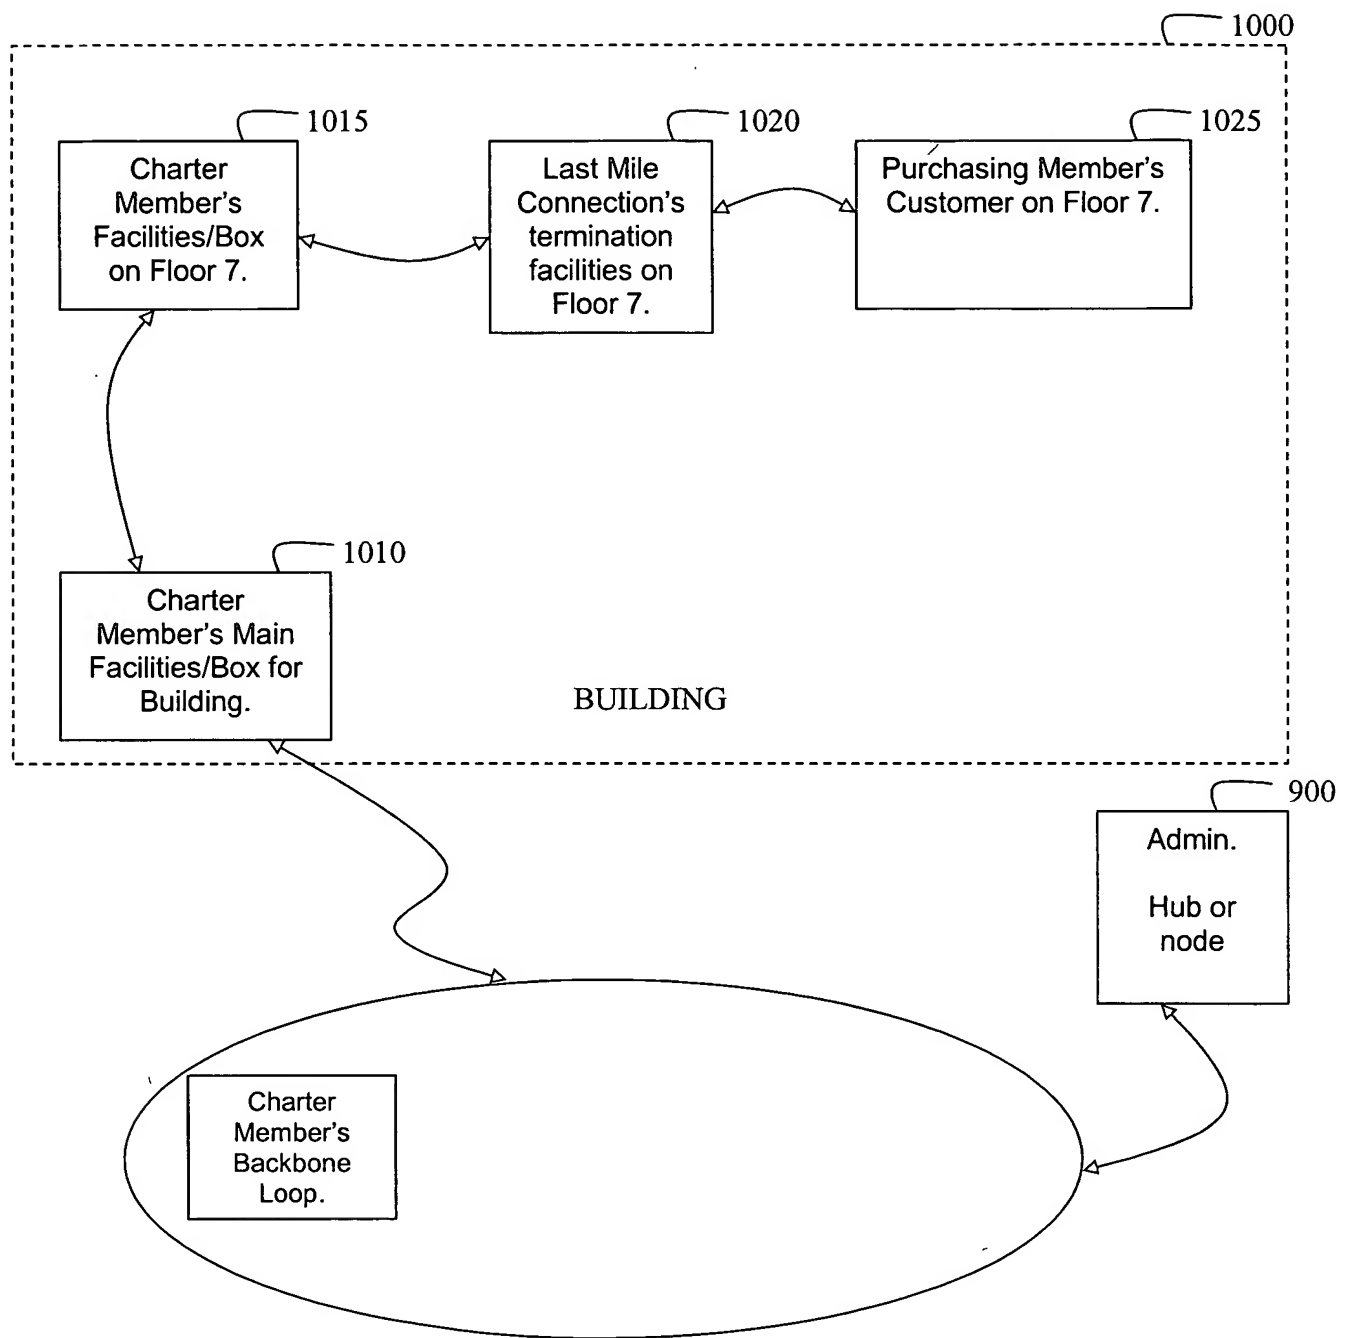 1000
1015
1020
1025
Charter
Member's
Facilities/Box
on Floor 7.
Last Mile
Connection's
termination
facilities on
Floor 7.
Purchasing Member's
Customer on Floor 7.
1010
Charter
Member's Main
Facilities/Box for
Building.
BUILDING
900
Admin.
Hub or
node
Charter
Member's
Backbone
Loop.